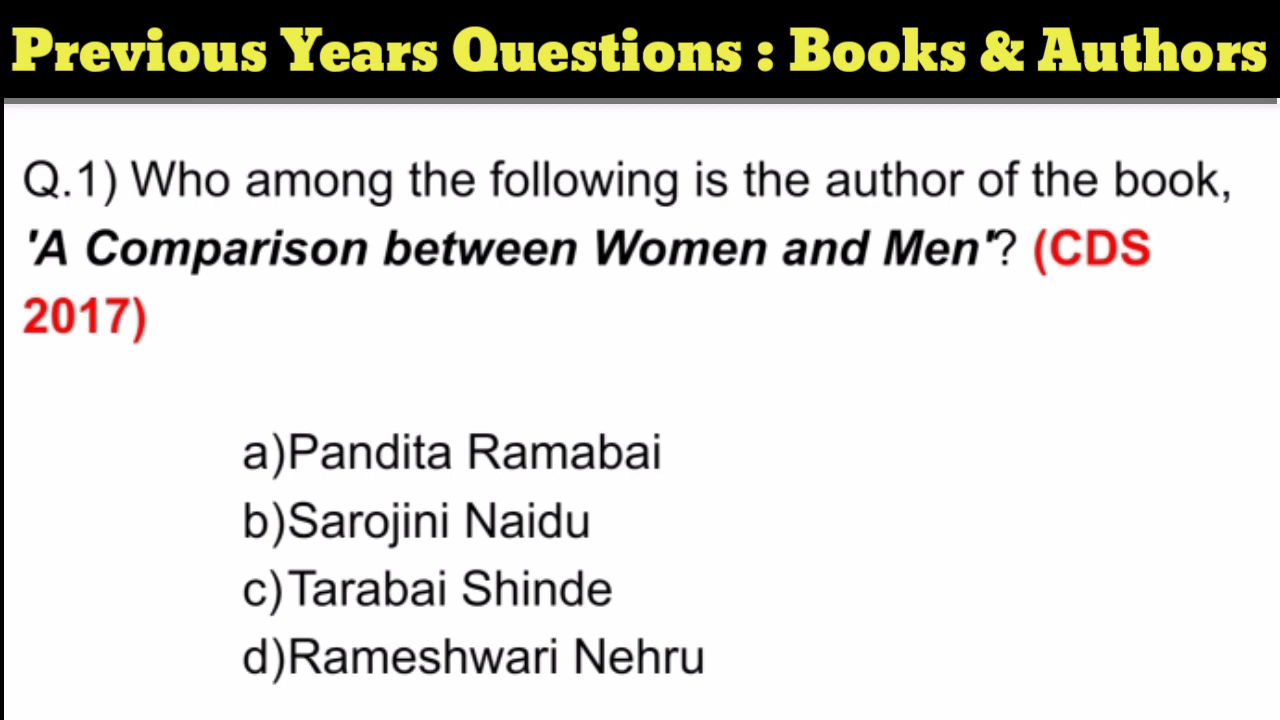 Previous Years Questions : Books & Authors
Q.1) Who among the following is the author of the book,
'A Comparison between Women and Men'? (CDS
2017)
a)Pandita Ramabai
b)Sarojini Naidu
c)Tarabai Shinde
d)Rameshwari Nehru